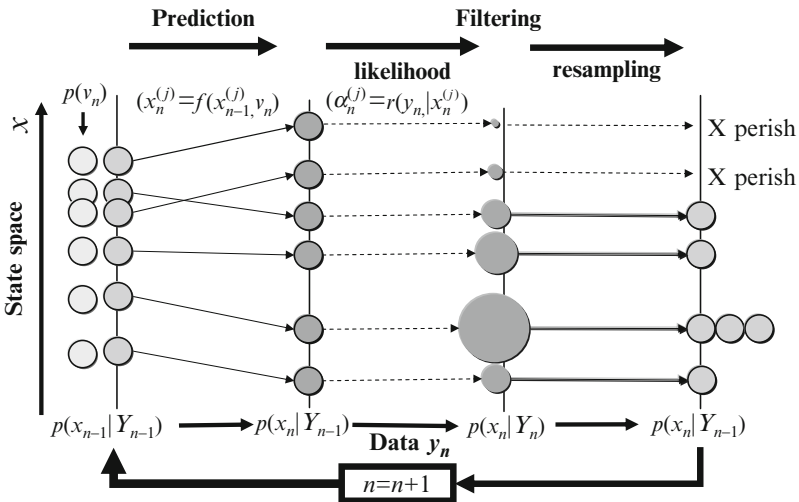 Prediction
Filtering
likelihood
resampling
p(v_n)
(x_n^{(j)}=f(x_{n-1}^{(j)},v_n)
(α_n^{(j)}=r(y_n,|x_n^{(j)})
x
State space
X perish
X perish
p(x_{n-1}|Y_{n-1})
p(x_n|Y_{n-1})
p(x_n|Y_n)
p(x_n|Y_{n-1})
Data y_n
n=n+1